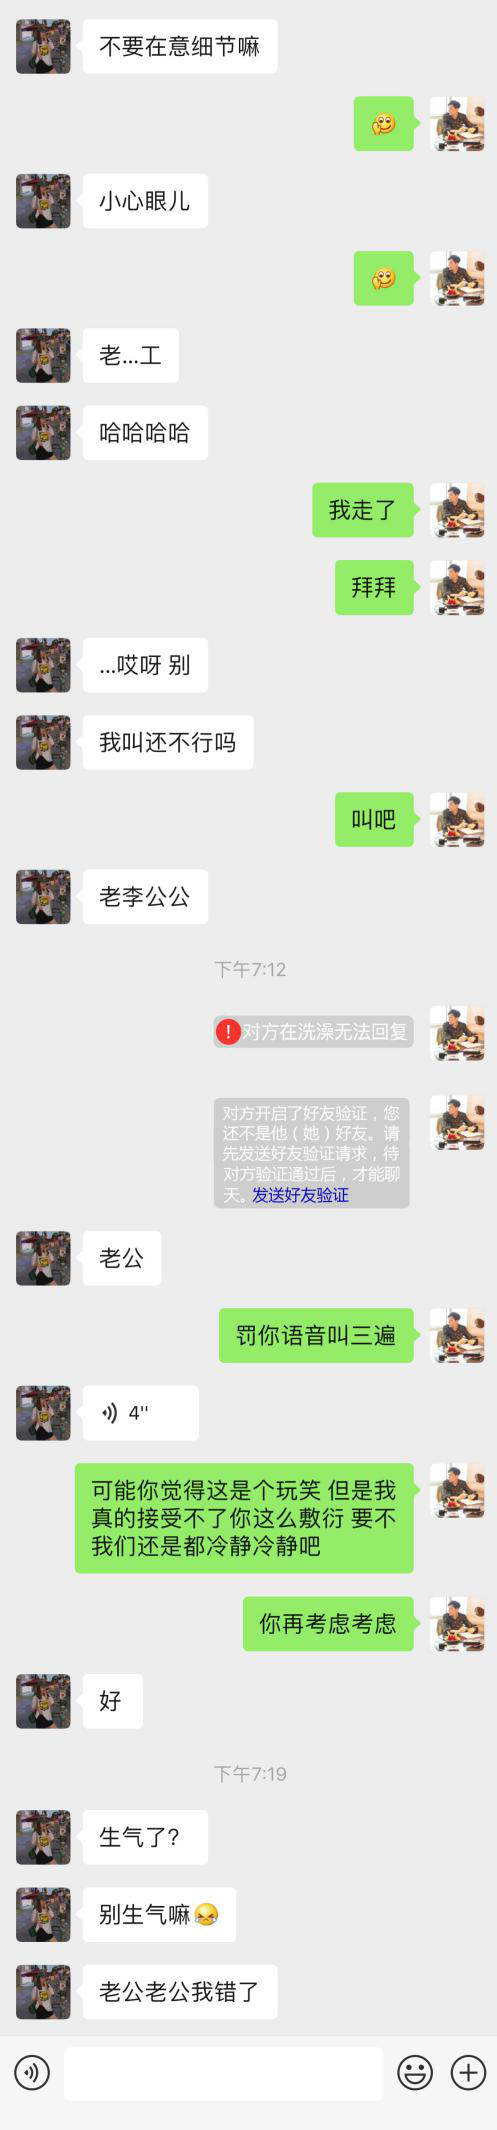 不要在意细节嘛
小心眼儿
老...工
哈哈哈哈
我走了
拜拜
...哎呀 别
我叫还不行吗
叫吧
老李公公
下午7:12
对方在洗澡无法回复
对方开启了好友验证，您
还不是他（她）好友。请
先发送好友验证请求，待
对方验证通过后，才能聊
天。发送好友验证
老公
罚你语音叫三遍
4''
可能你觉得这是个玩笑 但是我
真的接受不了你这么敷衍 要不
我们还是都冷静冷静吧
你再考虑考虑
好
下午7:19
生气了?
别生气嘛
老公老公我错了